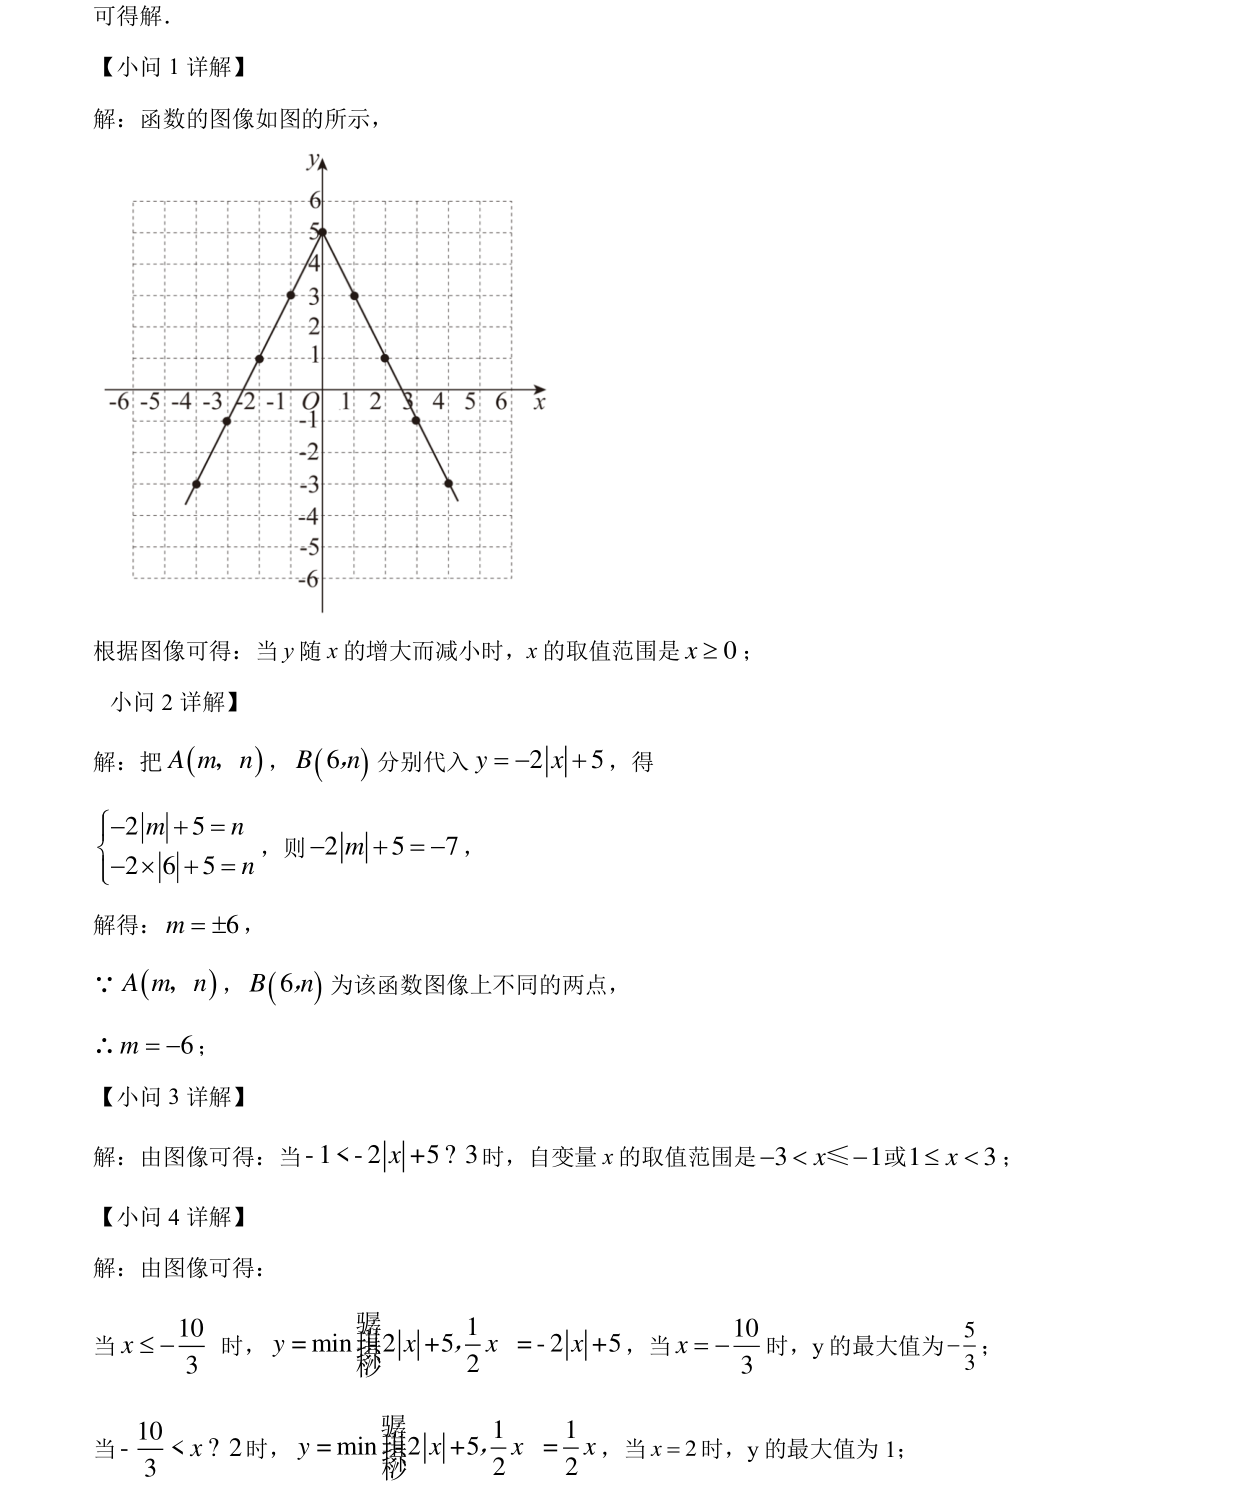 可得解.
【小问 1 详解】
解：函数的图像如图的所示，
y
6
5
4
3
2
1
-6 -5 -4 -3 -2 -1 O 1 2 3 4 5 6 x
-1
-2
-3
-4
-5
-6
根据图像可得：当 y 随 x 的增大而减小时，x 的取值范围是 x ≥ 0；
小问 2 详解】
解：把 A(m, n)，B(6,n) 分别代入 y = −2|x| + 5，得
{−2|m| + 5 = n
−2×|6| + 5 = n ，则 −2|m| + 5 = −7，
解得：m = ±6，
∵ A(m, n)，B(6,n) 为该函数图像上不同的两点，
∴ m = −6；
【小问 3 详解】
解：由图像可得：当 - 1 < - 2|x| +5 ? 3 时，自变量 x 的取值范围是 −3 < x≤ −1或1 ≤ x < 3；
【小问 4 详解】
解：由图像可得：
当 x ≤ −10/3 时，y = min 2|x| +5, 1/2 x = - 2|x| +5，当 x = −10/3 时，y 的最大值为 −5/3；
当 - 10/3 < x ? 2 时，y = min 2|x| +5, 1/2 x = 1/2 x，当 x = 2 时，y 的最大值为 1；